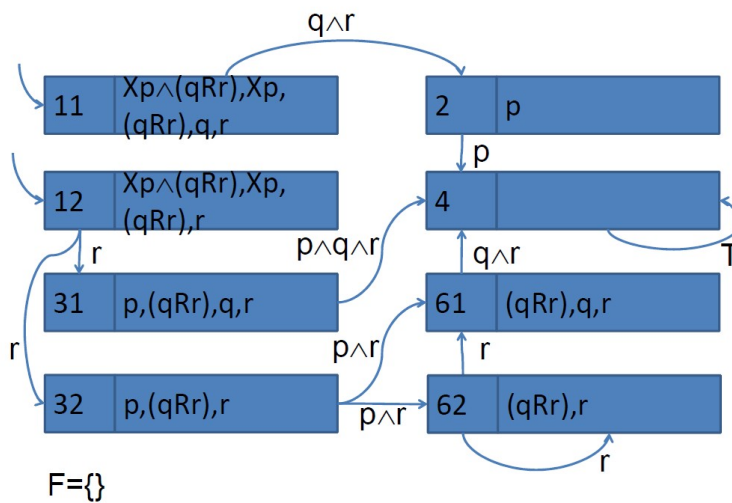 q∧r
11 Xp∧(qRr),Xp,
(qRr),q,r
2 p
p
12 Xp∧(qRr),Xp,
(qRr),r
4
r
p∧q∧r
q∧r
T
31 p,(qRr),q,r
61 (qRr),q,r
r
p∧r
r
32 p,(qRr),r
p∧r
62 (qRr),r
r
F={}